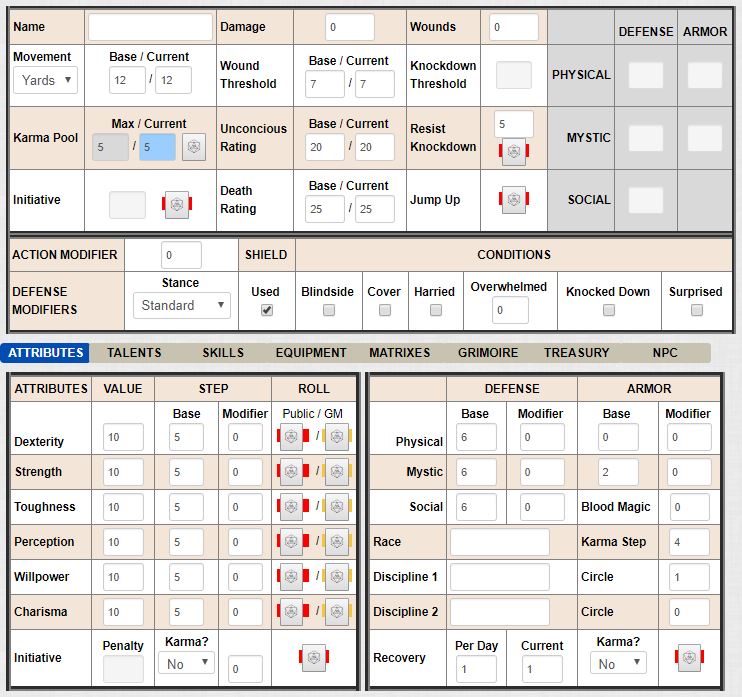 Name Damage 0 Wounds 0 DEFENSE ARMOR
Movement Base / Current Wound Threshold Base / Current Knockdown Threshold PHYSICAL
Yards 12 / 12 7 / 7
Karma Pool Max / Current Unconcious Rating Base / Current Resist Knockdown 5 MYSTIC
5 / 5 20 / 20
Initiative Death Rating Base / Current Jump Up SOCIAL
25 / 25
ACTION MODIFIER 0 SHIELD CONDITIONS
DEFENSE MODIFIERS Stance Used Blindside Cover Harried Overwhelmed Knocked Down Surprised
Standard 0
ATTRIBUTES TALENTS SKILLS EQUIPMENT MATRIXES GRIMOIRE TREASURY NPC
ATTRIBUTES VALUE STEP ROLL DEFENSE ARMOR
Base Modifier Public / GM Base Modifier Base Modifier
Dexterity 10 5 0 / Physical 6 0 0 0
Strength 10 5 0 / Mystic 6 0 2 0
Toughness 10 5 0 / Social 6 0 Blood Magic 0
Perception 10 5 0 / Race Karma Step 4
Willpower 10 5 0 / Discipline 1 Circle 1
Charisma 10 5 0 / Discipline 2 Circle 0
Initiative Penalty Karma? Recovery Per Day Current Karma?
No 0 1 1 No